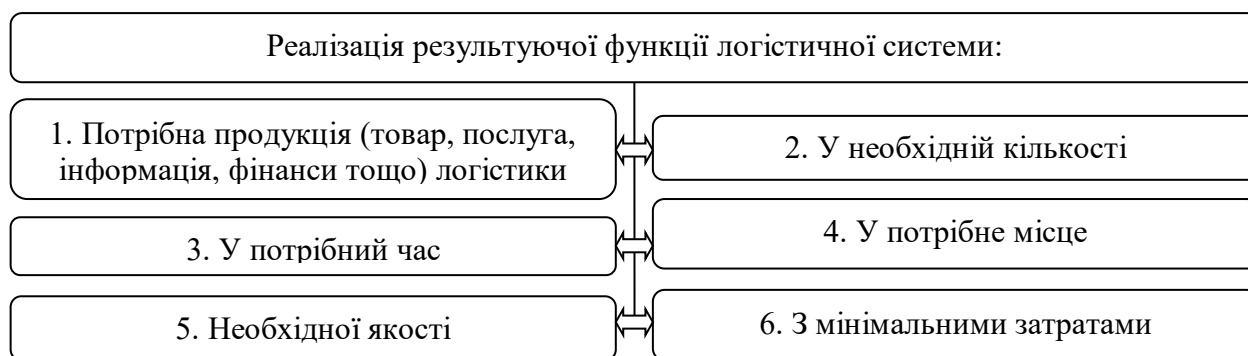 Реалізація результуючої функції логістичної системи:
1. Потрібна продукція (товар, послуга,
інформація, фінанси тощо) логістики
2. У необхідній кількості
3. У потрібний час
4. У потрібне місце
5. Необхідної якості
6. З мінімальними затратами